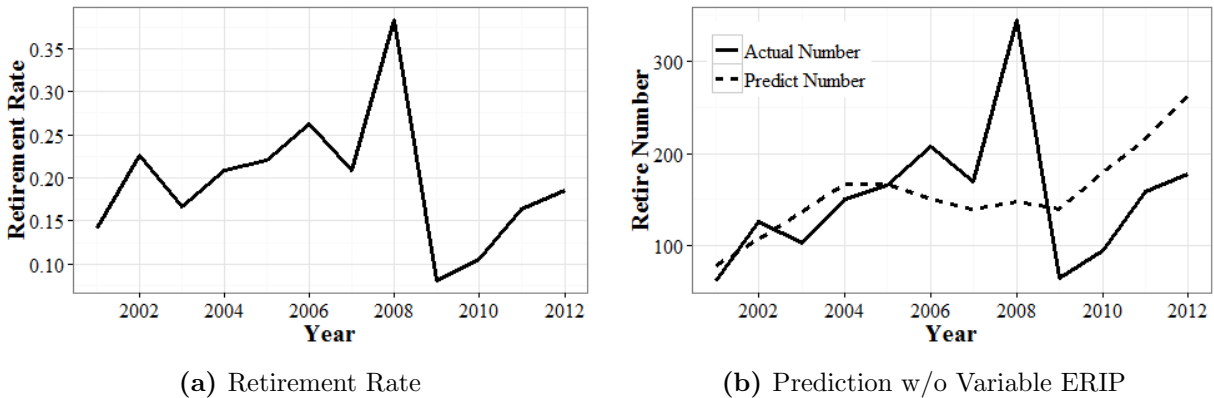 Retirement Rate
0.35
0.30
0.25
0.20
0.15
0.10
2002 2004 2006 2008 2010 2012
Year
(a) Retirement Rate
Retire Number
300
200
100
Actual Number
Predict Number
2002 2004 2006 2008 2010 2012
Year
(b) Prediction w/o Variable ERIP